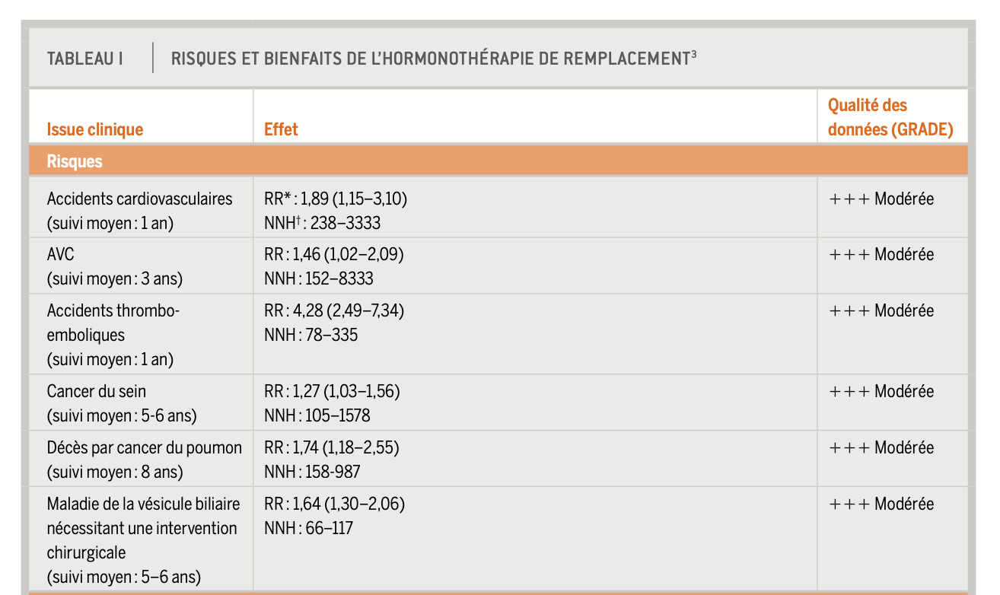 TABLEAU I RISQUES ET BIENFAITS DE L’HORMONOTHÉRAPIE DE REMPLACEMENT³
Issue clinique Effet Qualité des
données (GRADE)
Risques
Accidents cardiovasculaires RR* : 1,89 (1,15–3,10) +++ Modérée
(suivi moyen : 1 an) NNH† : 238–3333
AVC RR : 1,46 (1,02–2,09) +++ Modérée
(suivi moyen : 3 ans) NNH : 152–8333
Accidents thrombo- RR : 4,28 (2,49–7,34) +++ Modérée
emboliques NNH : 78–335
(suivi moyen : 1 an)
Cancer du sein RR : 1,27 (1,03–1,56) +++ Modérée
(suivi moyen : 5-6 ans) NNH : 105–1578
Décès par cancer du poumon RR : 1,74 (1,18–2,55) +++ Modérée
(suivi moyen : 8 ans) NNH : 158-987
Maladie de la vésicule biliaire RR : 1,64 (1,30–2,06) +++ Modérée
nécessitant une intervention NNH : 66–117
chirurgicale
(suivi moyen : 5–6 ans)